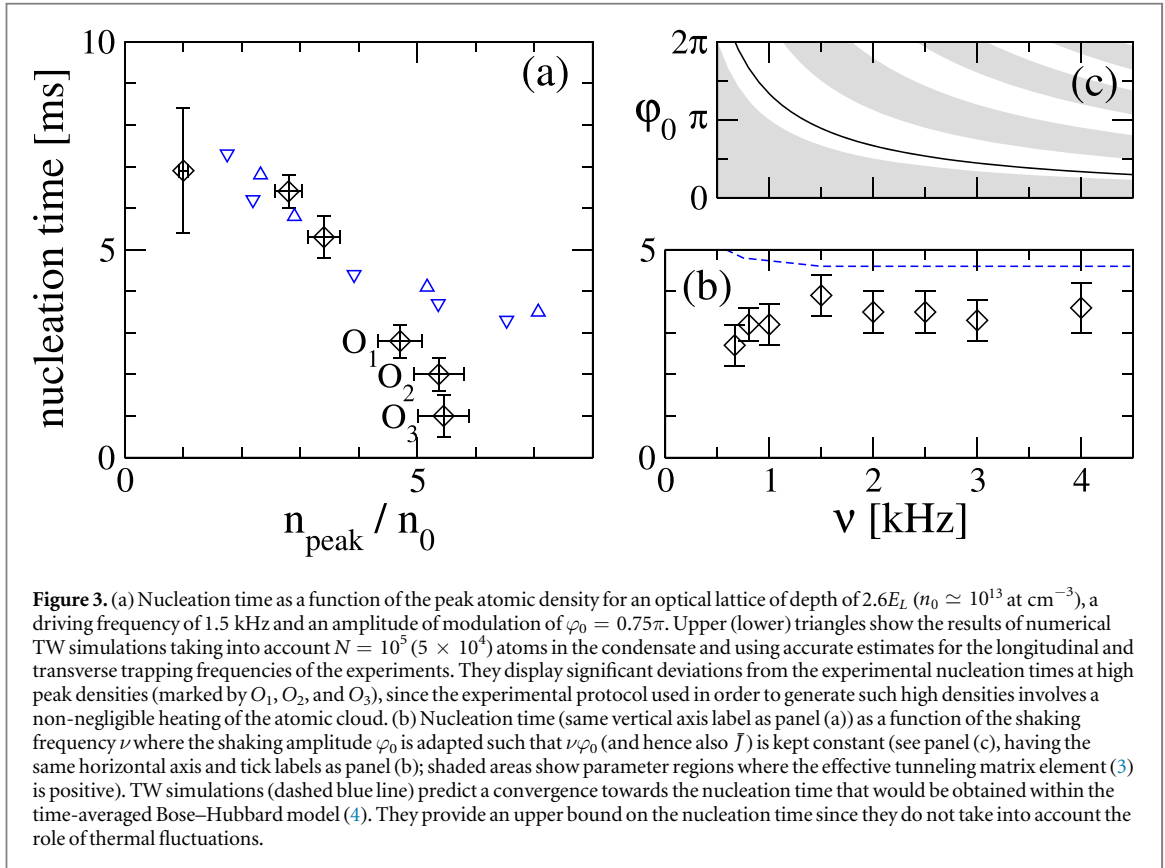 10
(a)
nucleation time [ms]
5
O1
O2
O3
0
0
5
npeak / n0
2π
(c)
φ0 π
0
5
(b)
0
0
1
2
3
4
ν [kHz]
Figure 3. (a) Nucleation time as a function of the peak atomic density for an optical lattice of depth of 2.6E_L (n_0 ≃ 10^13 at cm^−3), a
driving frequency of 1.5 kHz and an amplitude of modulation of φ_0 = 0.75π. Upper (lower) triangles show the results of numerical
TW simulations taking into account N = 10^5 (5 × 10^4) atoms in the condensate and using accurate estimates for the longitudinal and
transverse trapping frequencies of the experiments. They display significant deviations from the experimental nucleation times at high
peak densities (marked by O_1, O_2, and O_3), since the experimental protocol used in order to generate such high densities involves a
non-negligible heating of the atomic cloud. (b) Nucleation time (same vertical axis label as panel (a)) as a function of the shaking
frequency ν where the shaking amplitude φ_0 is adapted such that νφ_0 (and hence also J̄) is kept constant (see panel (c), having the
same horizontal axis and tick labels as panel (b); shaded areas show parameter regions where the effective tunneling matrix element (3)
is positive). TW simulations (dashed blue line) predict a convergence towards the nucleation time that would be obtained within the
time-averaged Bose–Hubbard model (4). They provide an upper bound on the nucleation time since they do not take into account the
role of thermal fluctuations.